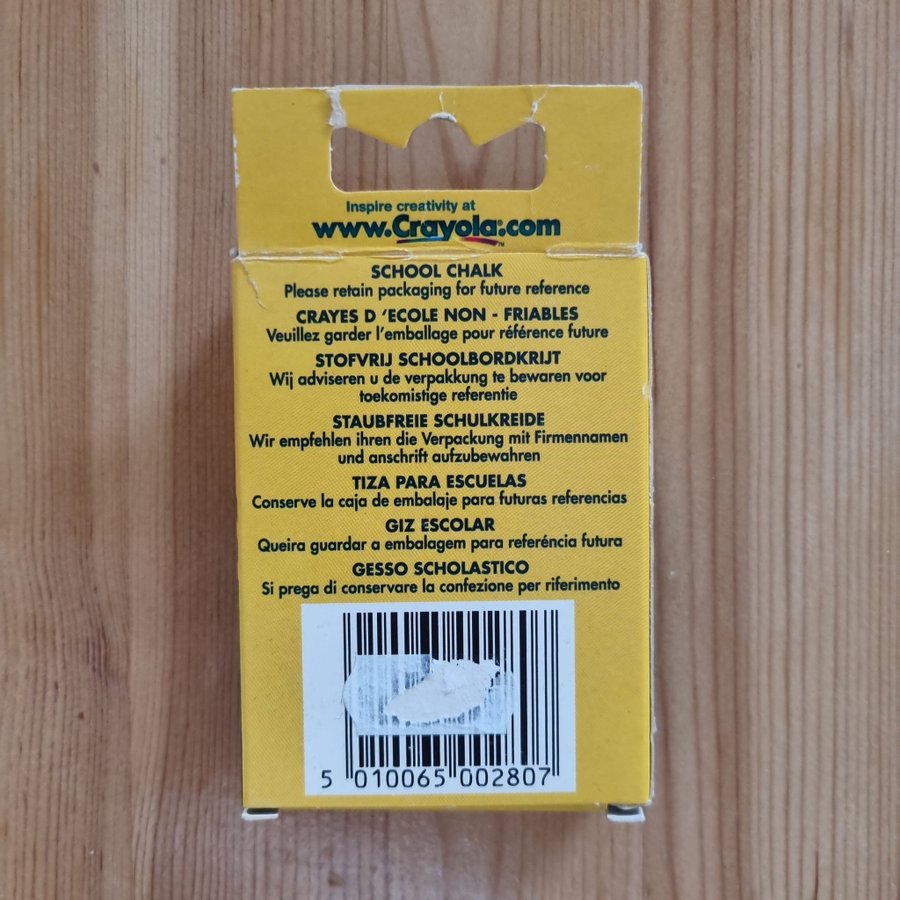 Inspire creativity at
www.Crayola.com
SCHOOL CHALK
Please retain packaging for future reference
CRAYES D 'ECOLE NON - FRIABLES
Veuillez garder l'emballage pour référence future
STOFVRIJ SCHOOLBORDKRIJT
Wij adviseren u de verpakkung te bewaren voor
toekomistige referentie
STAUBFREIE SCHULKREIDE
Wir empfehlen ihren die Verpackung mit Firmennamen
und anschrift aufzubewahren
TIZA PARA ESCUELAS
Conserve la caja de embalaje para futuras referencias
GIZ ESCOLAR
Queira guardar a embalagem para referéncia futura
GESSO SCHOLASTICO
Si prega di conservare la confezione per riferimento
5 010065 002807